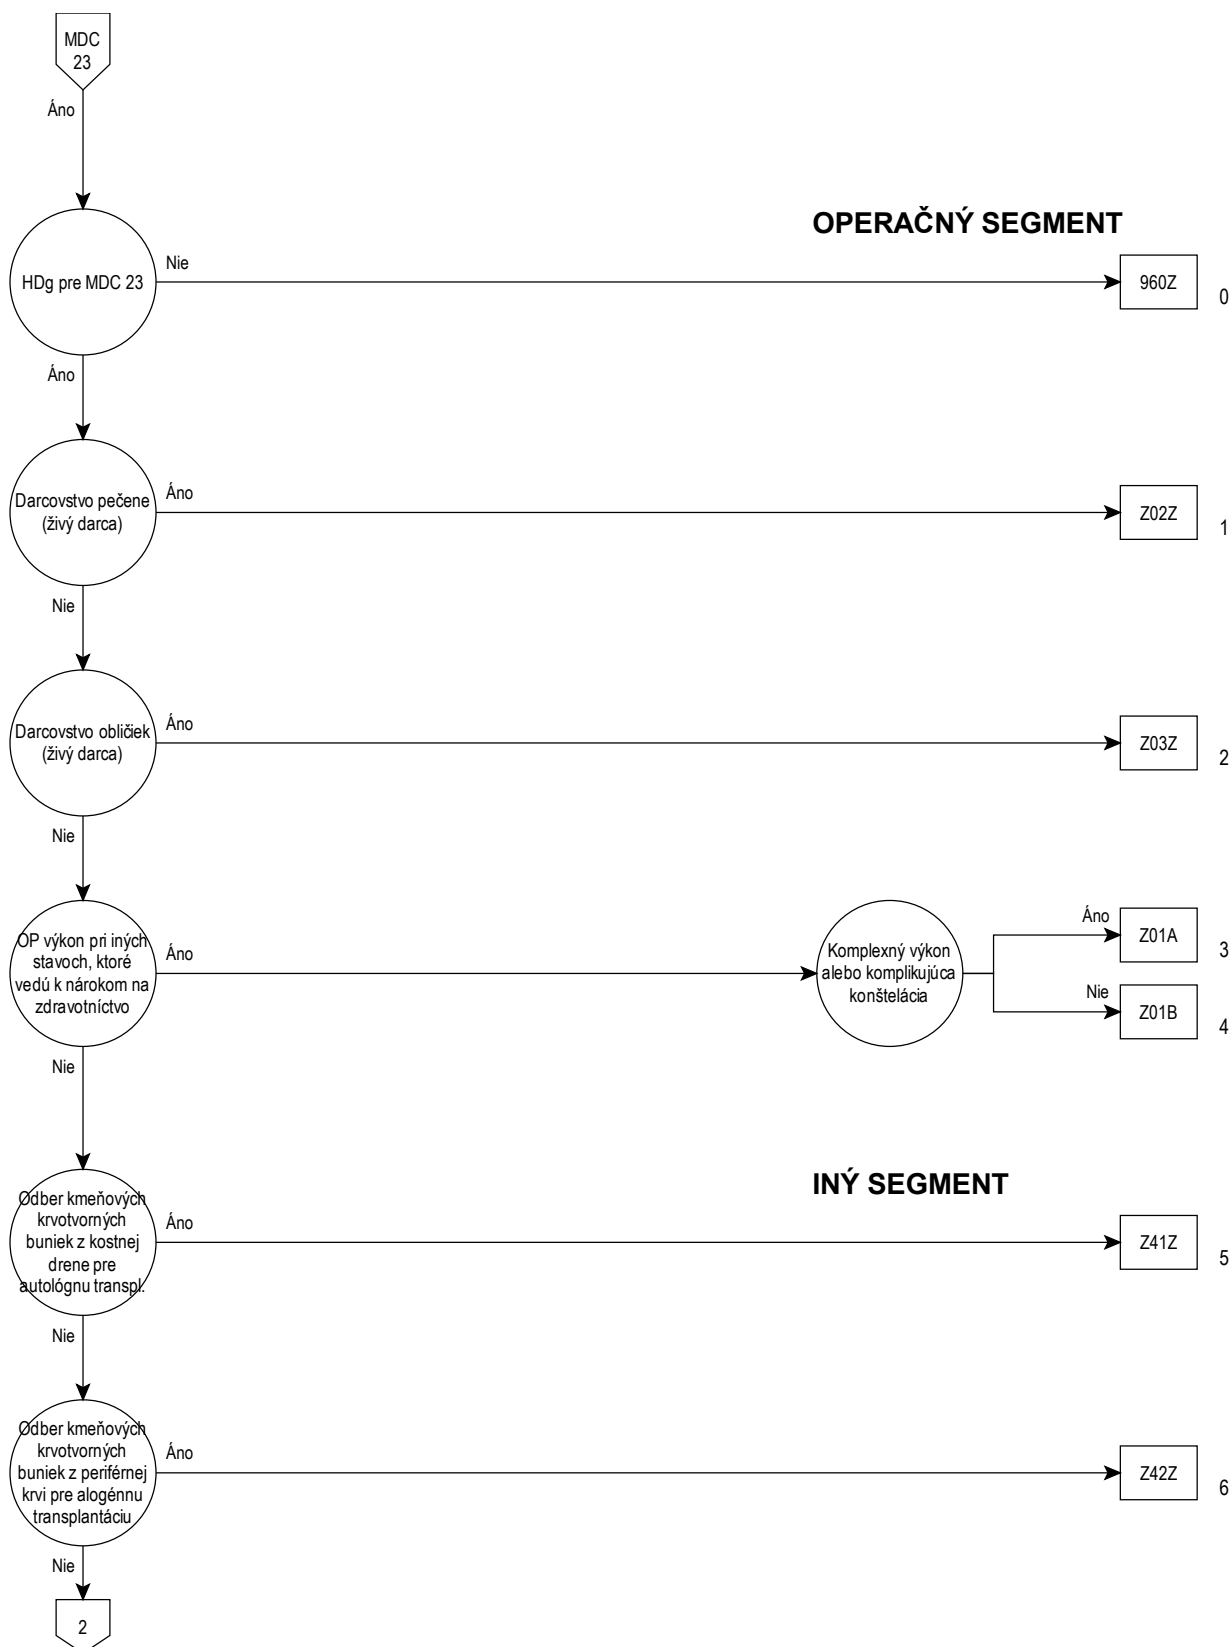 MDC
23
Áno
OPERAČNÝ SEGMENT
HDg pre MDC 23
Nie
960Z
0
Áno
Darcovstvo pečene
(živý darca)
Áno
Z02Z
1
Nie
Darcovstvo obličiek
(živý darca)
Áno
Z03Z
2
Nie
OP výkon pri iných
stavoch, ktoré
vedú k nárokom na
zdravotníctvo
Áno
Komplexný výkon
alebo komplikujúca
konštelácia
Áno
Z01A
3
Nie
Z01B
4
Nie
INÝ SEGMENT
Odber kmeňových
krvotvorných
buniek z kostnej
drene pre
autológnu transpl.
Áno
Z41Z
5
Nie
Odber kmeňových
krvotvorných
buniek z periférnej
krvi pre alogénnu
transplantáciu
Áno
Z42Z
6
Nie
2